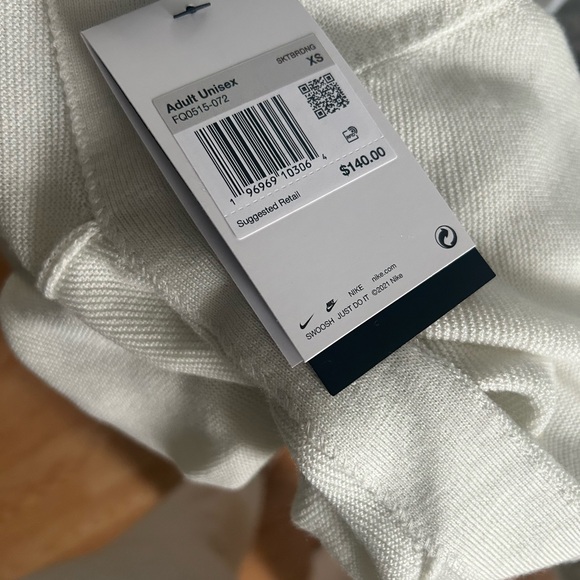 SKTBRDNG
Adult Unisex
XS
FQ0515-072
1 96969 10306 4
$140.00
Suggested Retail
NIKE nike.com
SWOOSH JUST DO IT ©2021 Nike